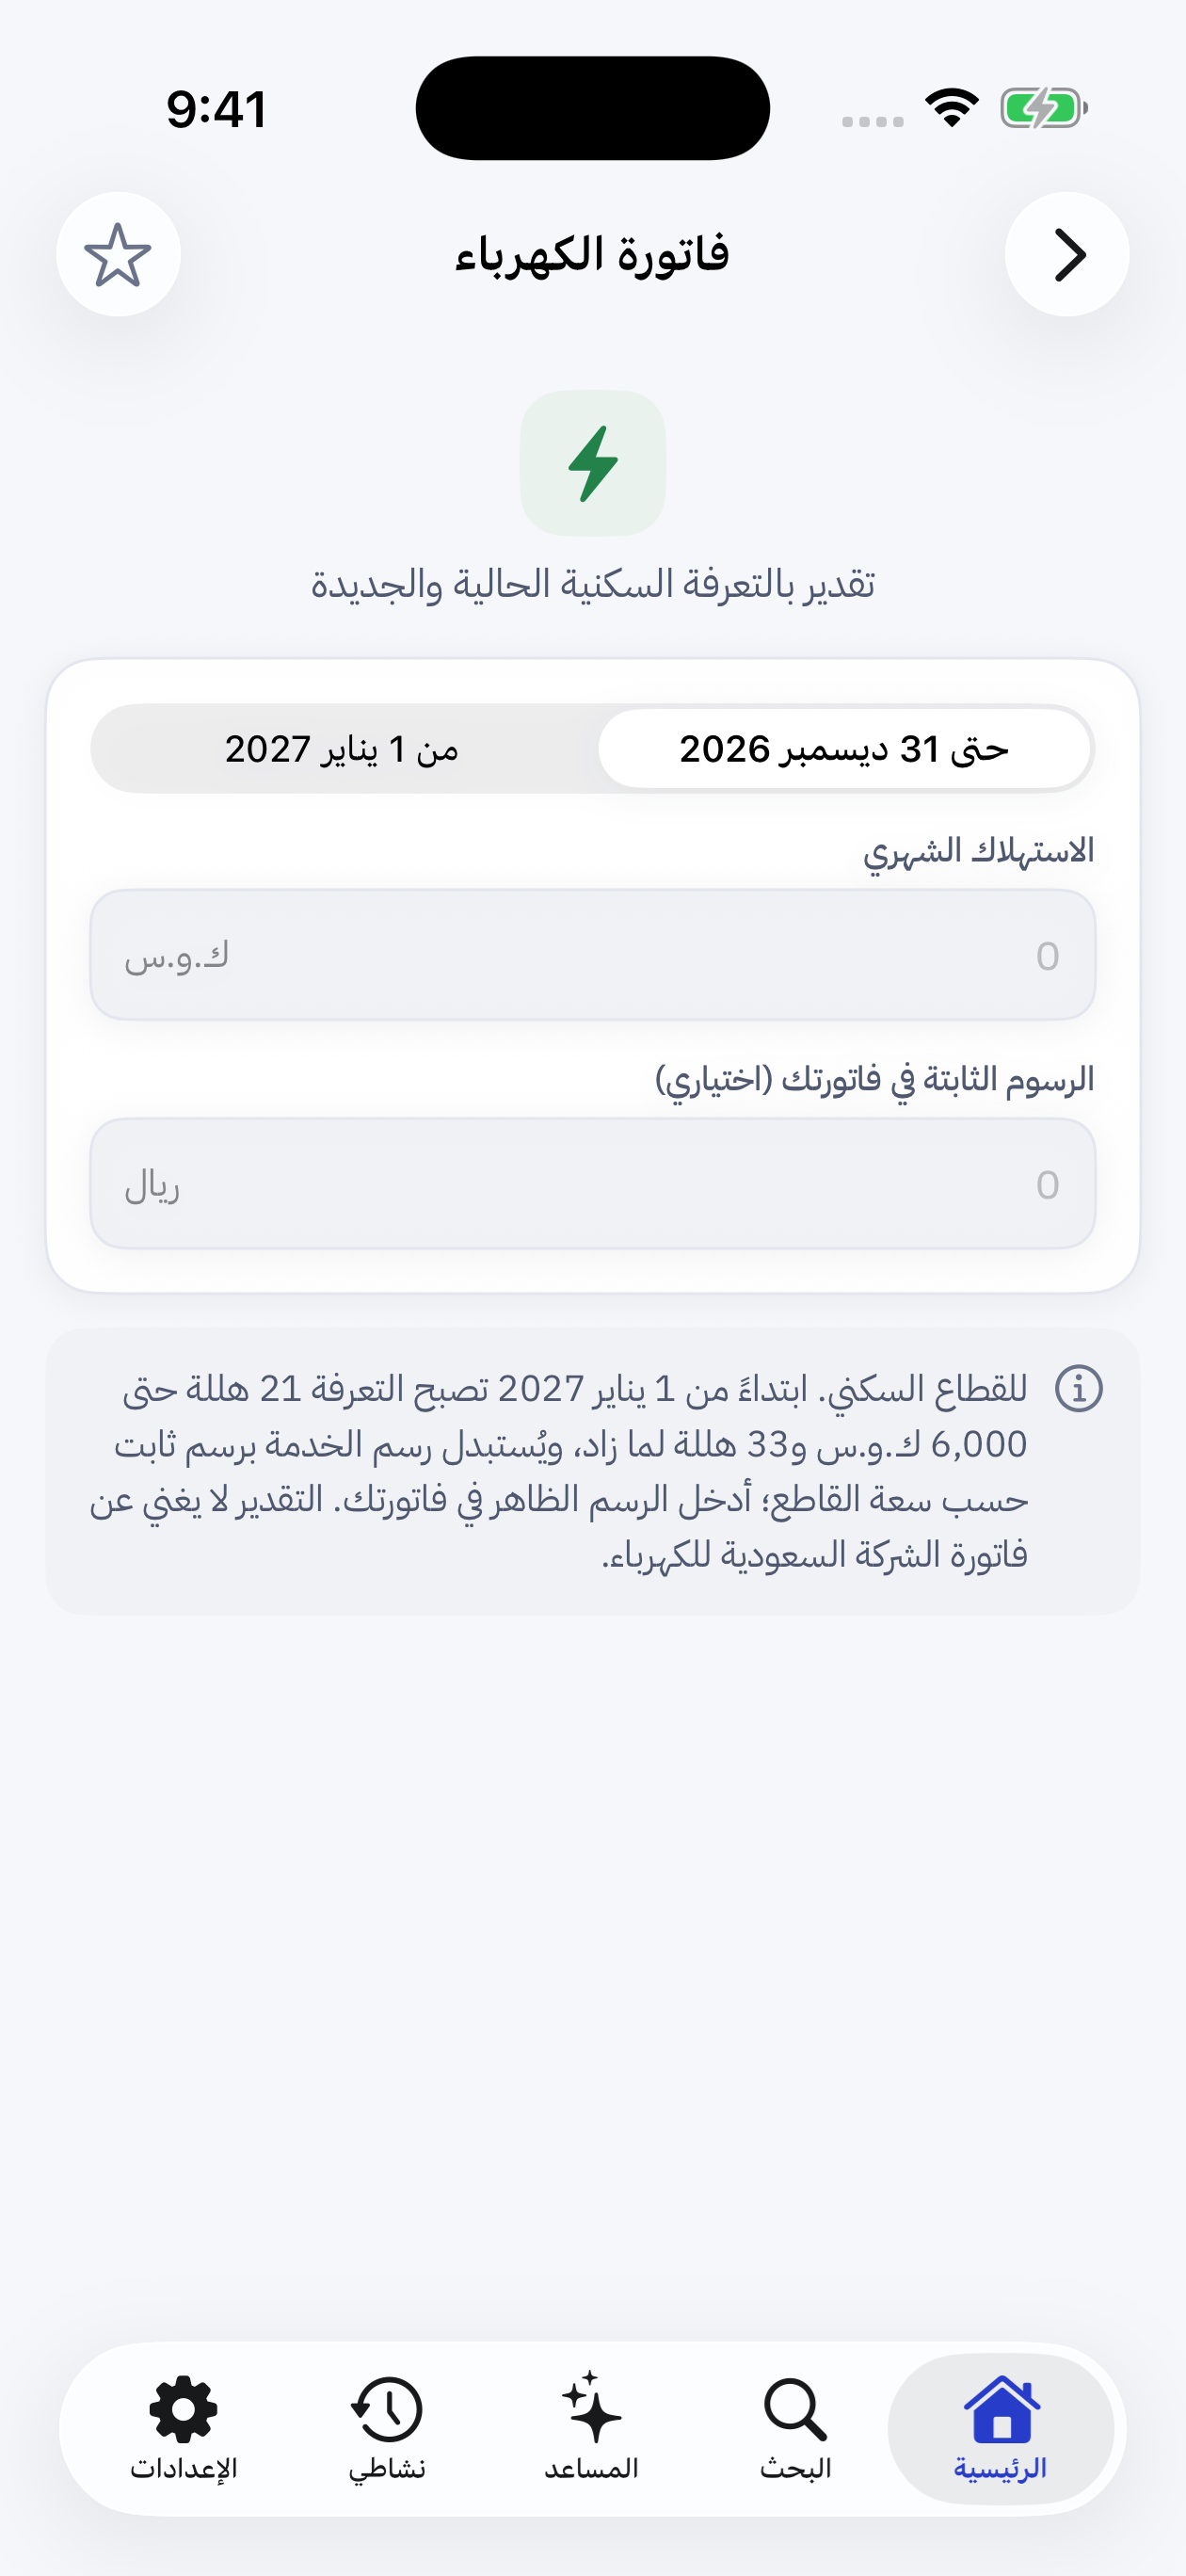 9:41
فاتورة الكهرباء
تقدير بالتعرفة السكنية الحالية والجديدة
حتى 31 ديسمبر 2026
من 1 يناير 2027
الاستهلاك الشهري
0
ك.و.س
الرسوم الثابتة في فاتورتك (اختياري)
0
ريال
للقطاع السكني. ابتداءً من 1 يناير 2027 تصبح التعرفة 21 هللة حتى
6,000 ك.و.س و33 هللة لما زاد، ويُستبدل رسم الخدمة برسم ثابت
حسب سعة القاطع؛ أدخل الرسم الظاهر في فاتورتك. التقدير لا يغني عن
فاتورة الشركة السعودية للكهرباء.
الرئيسية
البحث
المساعد
نشاطي
الإعدادات